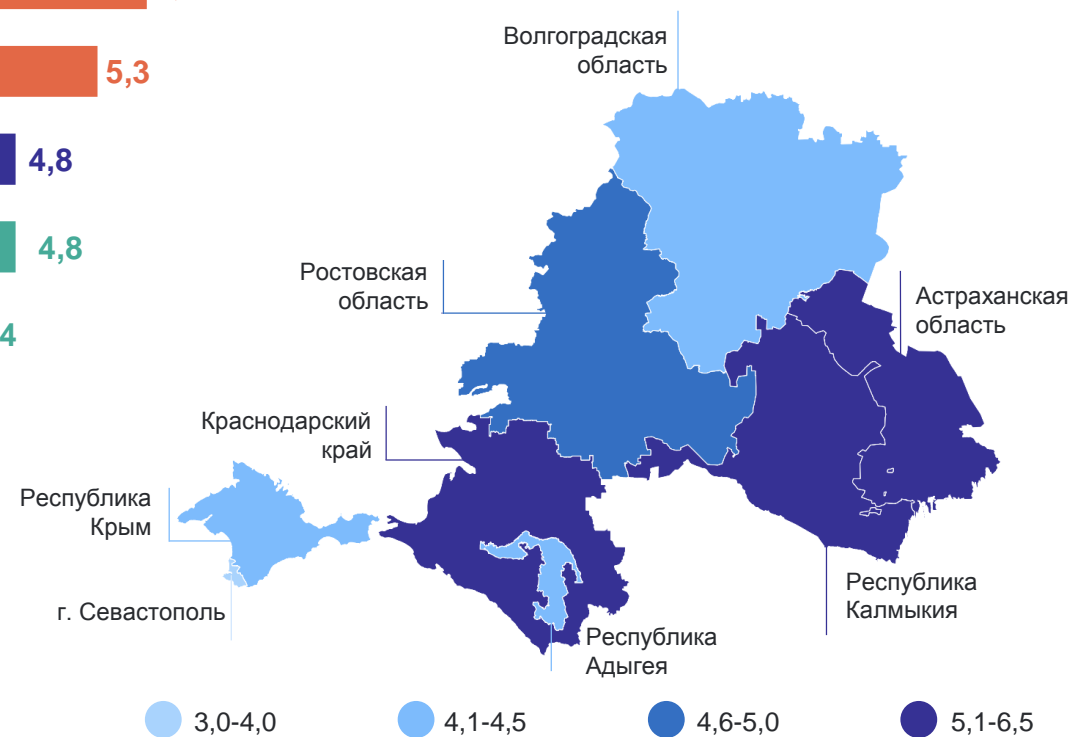 5,3
4,8
4,8
4
Волгоградская
область
Ростовская
область
Астраханская
область
Краснодарский
край
Республика
Крым
г. Севастополь
Республика
Калмыкия
Республика
Адыгея
3,0-4,0
4,1-4,5
4,6-5,0
5,1-6,5